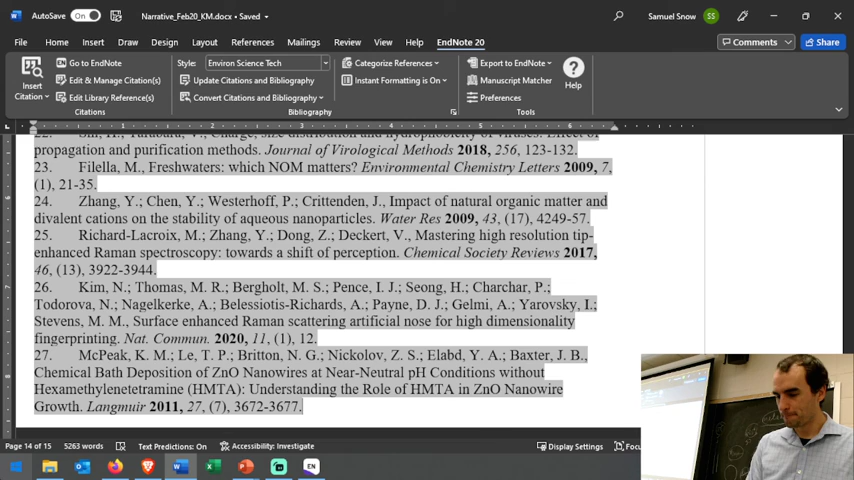 AutoSave On Narrative_Feb20_KM.docx • Saved Samuel Snow SS
File Home Insert Draw Design Layout References Mailings Review View Help EndNote 20 Comments Share
Insert Citation
EN Go to EndNote
Edit & Manage Citation(s)
Edit Library Reference(s)
Citations
Style: Environ Science Tech
Update Citations and Bibliography
Convert Citations and Bibliography
Categorize References
Instant Formatting is On
Bibliography
Export to EndNote
Manuscript Matcher
Preferences
Help
Tools
1 2 3 4 5 6
propagation and purification methods. Journal of Virological Methods 2018, 256, 123-132.
23. Filella, M., Freshwaters: which NOM matters? Environmental Chemistry Letters 2009, 7,
(1), 21-35.
24. Zhang, Y.; Chen, Y.; Westerhoff, P.; Crittenden, J., Impact of natural organic matter and
divalent cations on the stability of aqueous nanoparticles. Water Res 2009, 43, (17), 4249-57.
25. Richard-Lacroix, M.; Zhang, Y.; Dong, Z.; Deckert, V., Mastering high resolution tip-
enhanced Raman spectroscopy: towards a shift of perception. Chemical Society Reviews 2017,
46, (13), 3922-3944.
26. Kim, N.; Thomas, M. R.; Bergholt, M. S.; Pence, I. J.; Seong, H.; Charchar, P.;
Todorova, N.; Nagelkerke, A.; Belessiotis-Richards, A.; Payne, D. J.; Gelmi, A.; Yarovsky, I.;
Stevens, M. M., Surface enhanced Raman scattering artificial nose for high dimensionality
fingerprinting. Nat. Commun. 2020, 11, (1), 12.
27. McPeak, K. M.; Le, T. P.; Britton, N. G.; Nickolov, Z. S.; Elabd, Y. A.; Baxter, J. B.,
Chemical Bath Deposition of ZnO Nanowires at Near-Neutral pH Conditions without
Hexamethylenetetramine (HMTA): Understanding the Role of HMTA in ZnO Nanowire
Growth. Langmuir 2011, 27, (7), 3672-3677.
Page 14 of 15 5263 words Text Predictions: On Accessibility: Investigate Display Settings Focu
EN